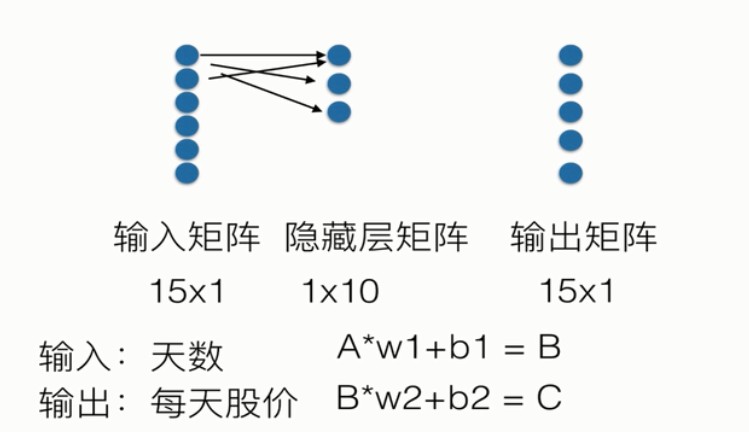 输入矩阵 隐藏层矩阵 输出矩阵
15x1 1x10 15x1
输入：天数 A*w1+b1 = B
输出：每天股价 B*w2+b2 = C